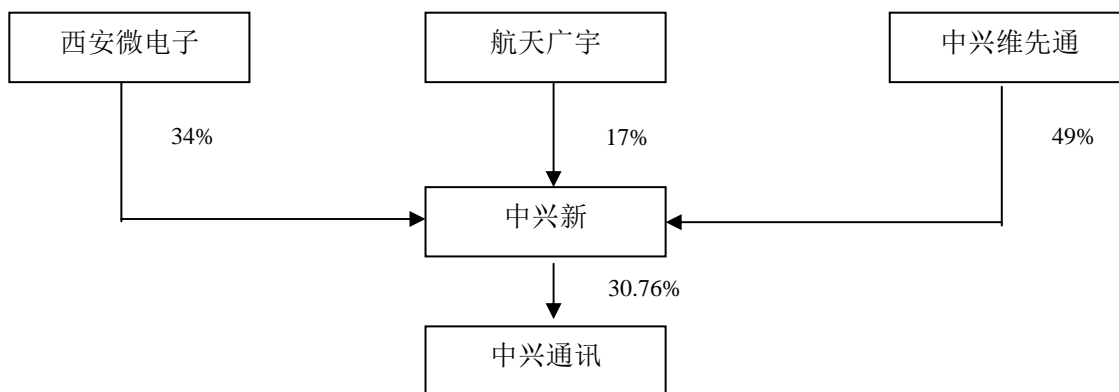 西安微电子
航天广宇
中兴维先通
34%
17%
49%
中兴新
30.76%
中兴通讯